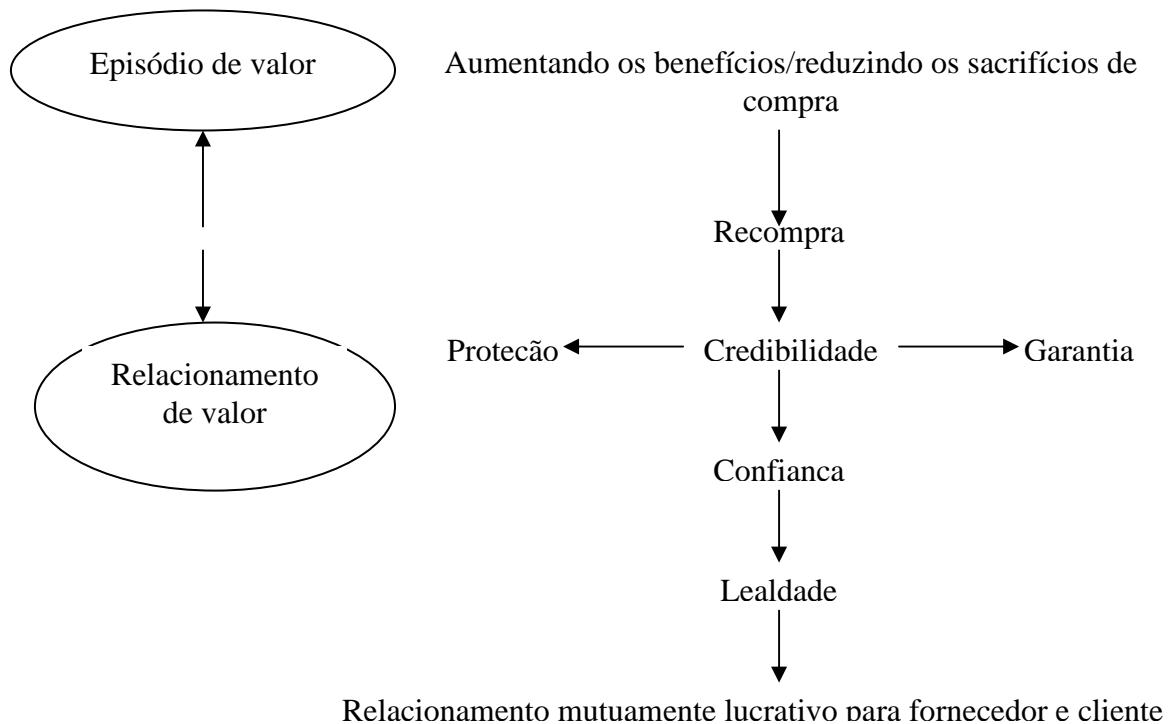 Episódio de valor
Aumentando os benefícios/reduzindo os sacrifícios de
compra
Recompra
Protecão
Credibilidade
Garantia
Relacionamento
de valor
Confianca
Lealdade
Relacionamento mutuamente lucrativo para fornecedor e cliente